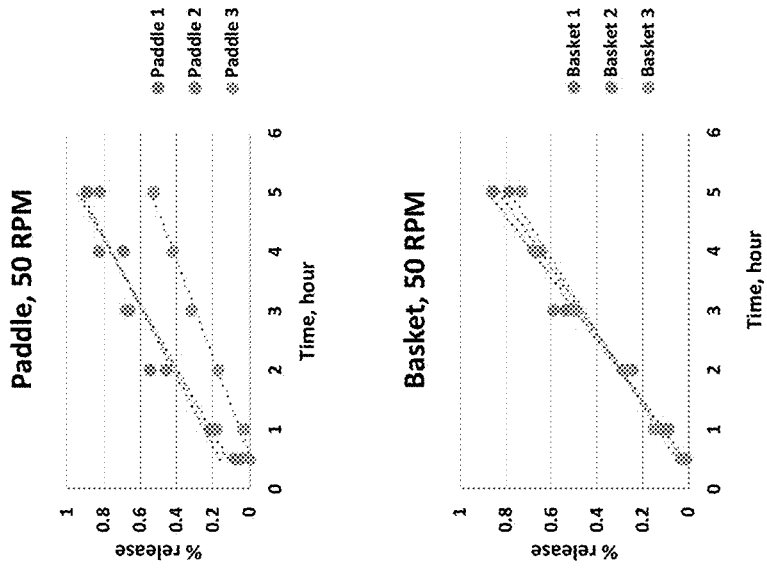 Paddle, 50 RPM
% release
1
0.8
0.6
0.4
0.2
0
0
1
2
3
4
5
6
Time, hour
Paddle 1
Paddle 2
Paddle 3
Basket, 50 RPM
% release
1
0.8
0.6
0.4
0.2
0
0
1
2
3
4
5
6
Time, hour
Basket 1
Basket 2
Basket 3